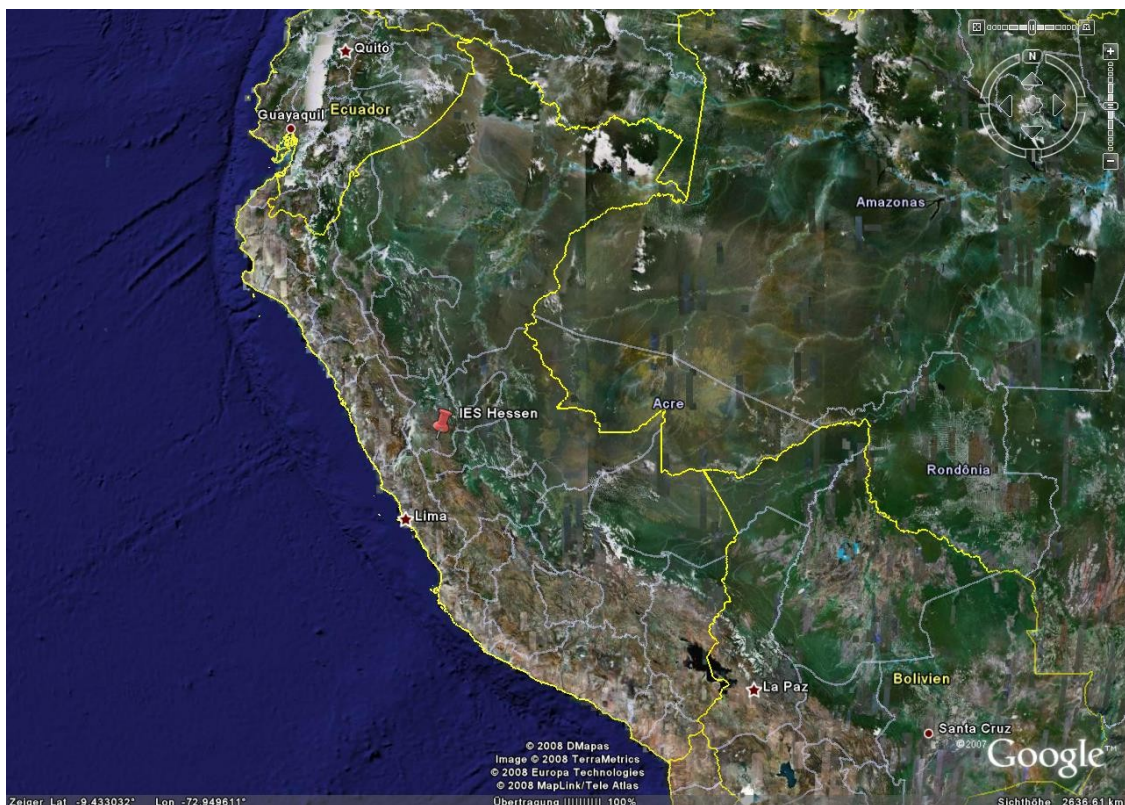 Quito
Guayaquil
Ecuador
N
Amazonas
IES Hessen
Acre
Rondônia
Lima
La Paz
Bolivien
Santa Cruz
© 2008 DMapas
Image © 2008 TerraMetrics
© 2008 Europa Technologies
© 2008 MapLink/Tele Atlas
©2007 Google™
Zeiger Lat -9.433032° Lon -72.949611° Übertragung |||||||||| 100% Sichthöhe 2636.61 km